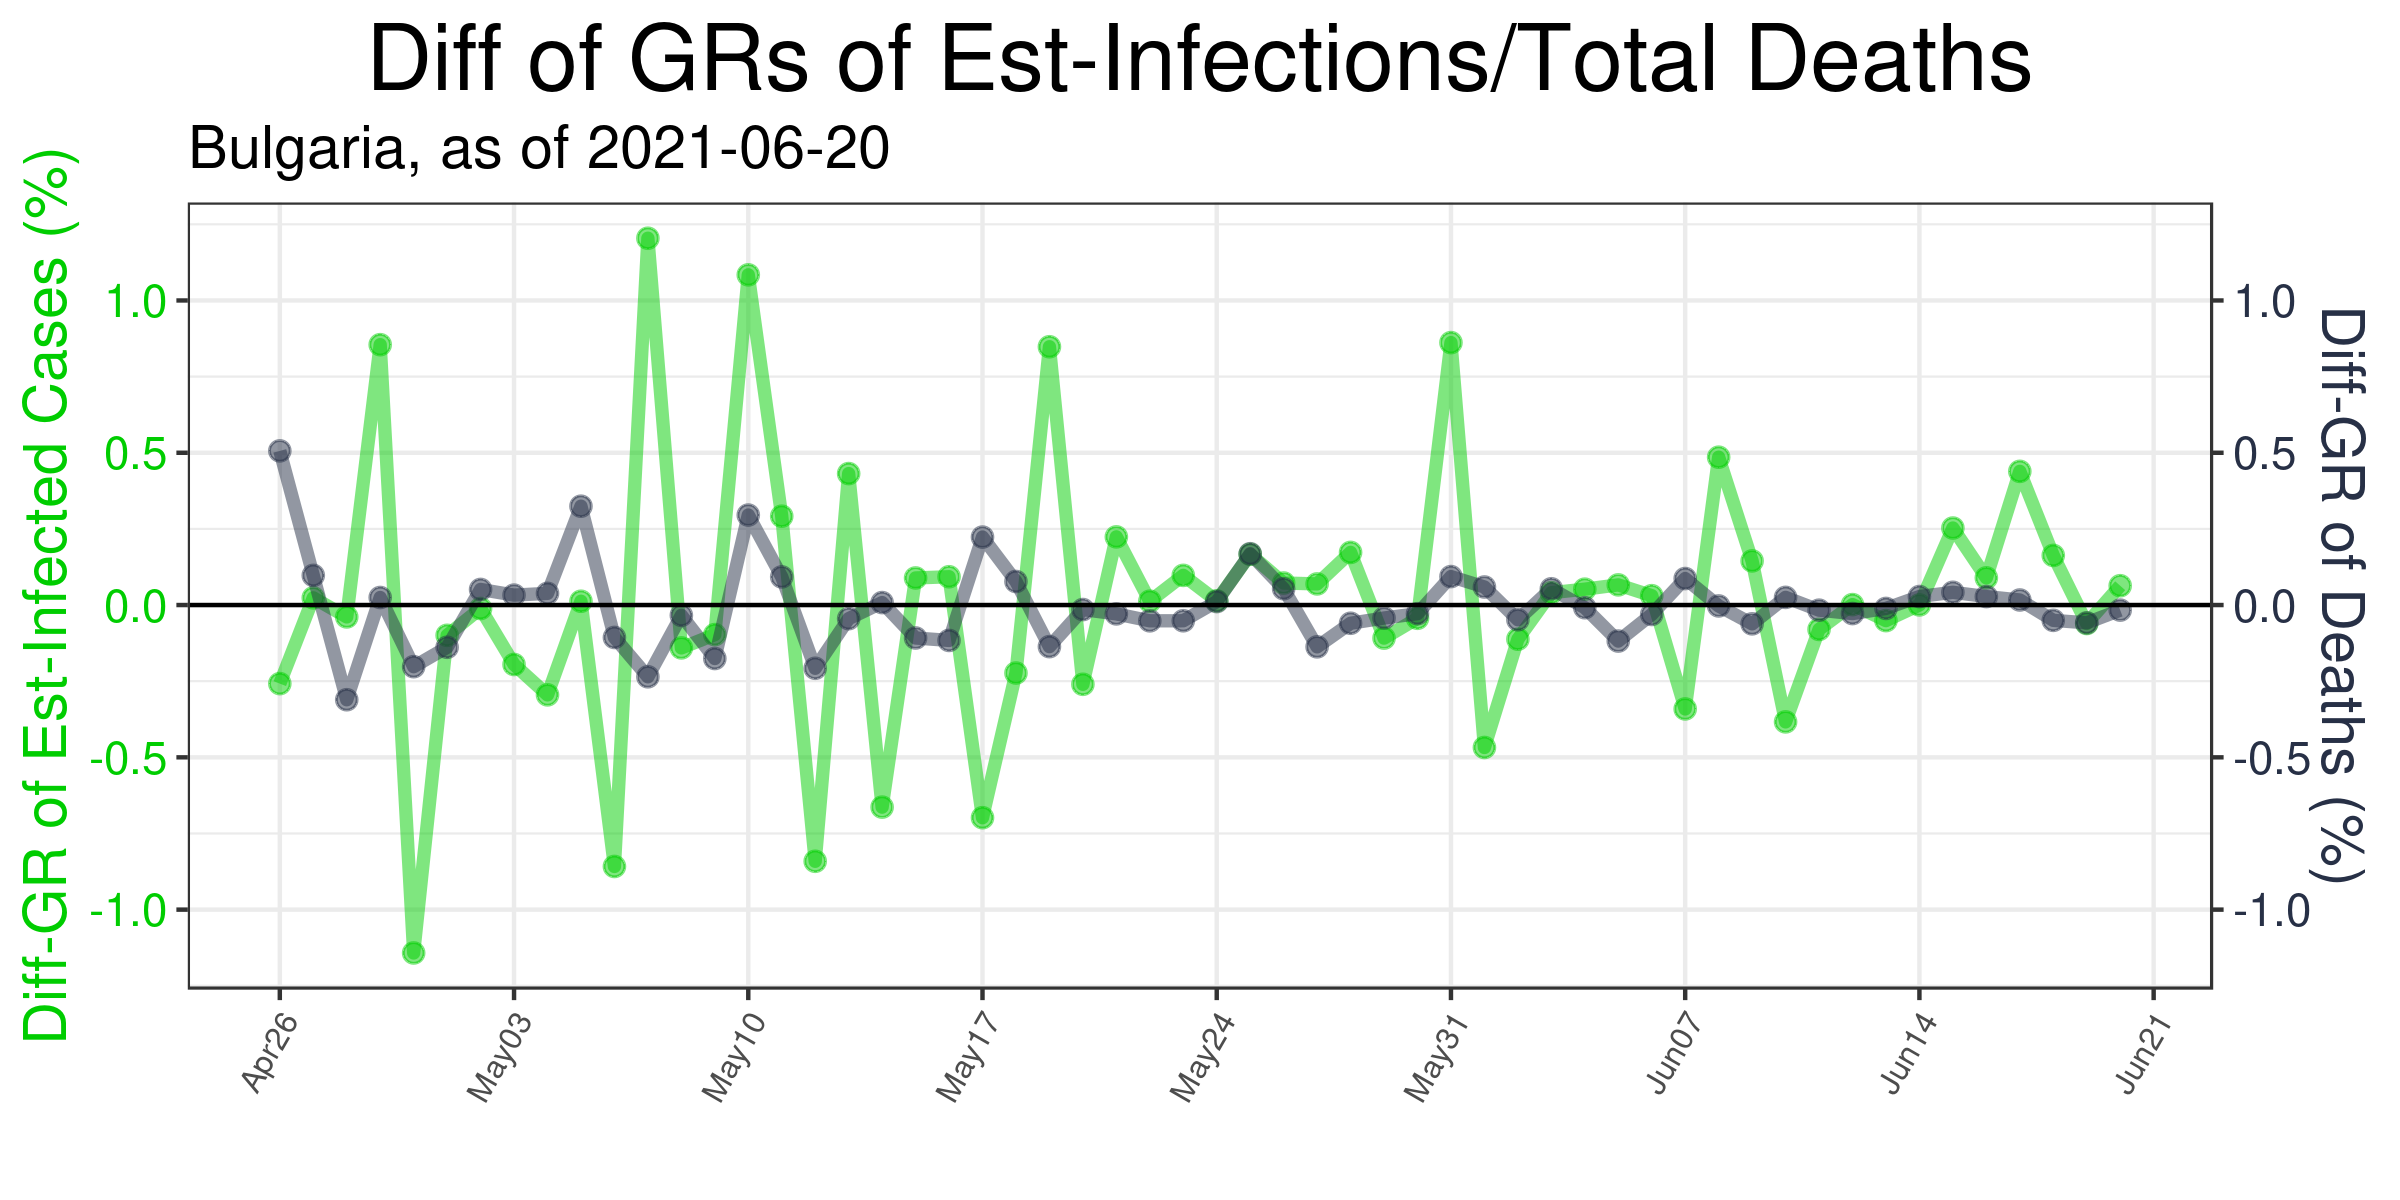 Diff of GRs of Est-Infections/Total Deaths
Bulgaria, as of 2021-06-20
Diff-GR of Est-Infected Cases (%)
1.0
0.5
0.0
-0.5
-1.0
1.0
0.5
0.0
-0.5
-1.0
Diff-GR of Deaths (%)
Apr26
May03
May10
May17
May24
May31
Jun07
Jun14
Jun21